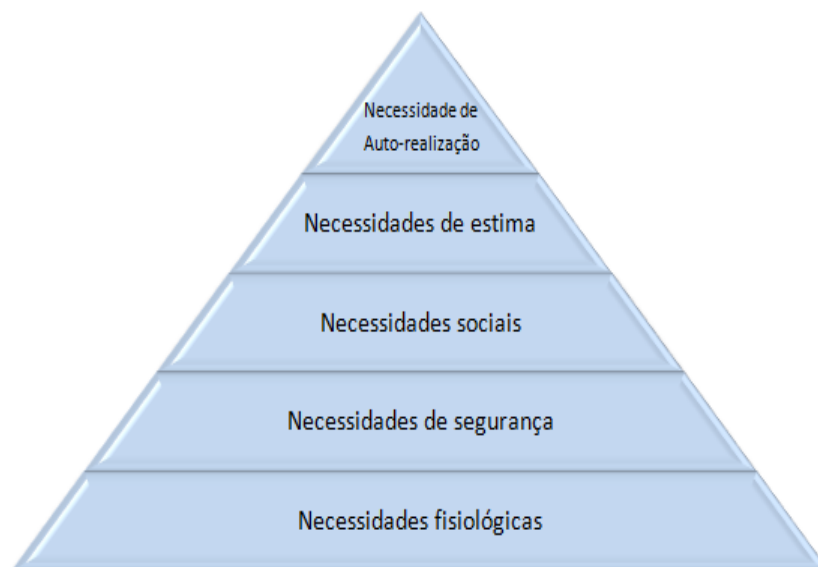 Necessidade de
Auto-realização
Necessidades de estima
Necessidades sociais
Necessidades de segurança
Necessidades fisiológicas